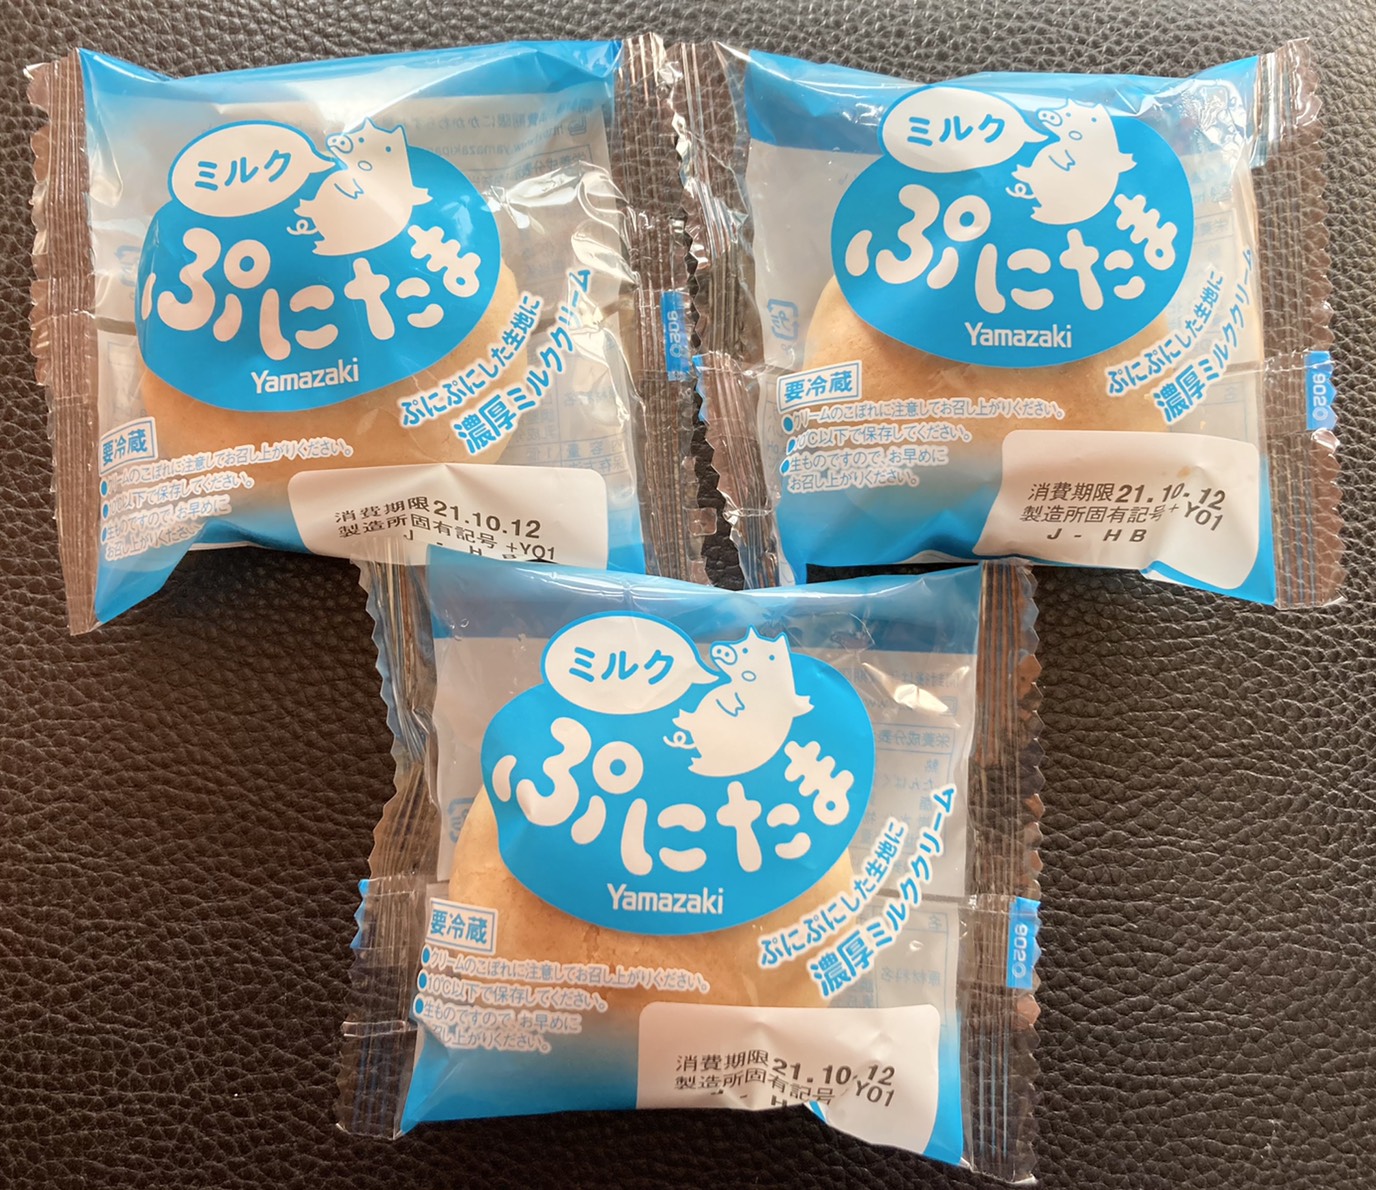 ミルク
ぷにたま
Yamazaki
ぷにぷにした生地に
濃厚ミルククリーム
要冷蔵
●クリームのこぼれに注意してお召し上がりください。
●10℃以下で保存してください。
●生ものですので、お早めに
お召し上がりください。
消費期限21.10.12
製造所固有記号+YO1
J - H B
9020
ミルク
ぷにたま
Yamazaki
ぷにぷにした生地に
濃厚ミルククリーム
要冷蔵
●クリームのこぼれに注意してお召し上がりください。
●10℃以下で保存してください。
●生ものですので、お早めに
お召し上がりください。
消費期限21.10.12
製造所固有記号+YO1
J - H B
9020
ミルク
ぷにたま
Yamazaki
ぷにぷにした生地に
濃厚ミルククリーム
要冷蔵
●クリームのこぼれに注意してお召し上がりください。
●10℃以下で保存してください。
●生ものですので、お早めに
お召し上がりください。
消費期限21.10.12
製造所固有記号 YO1
9020